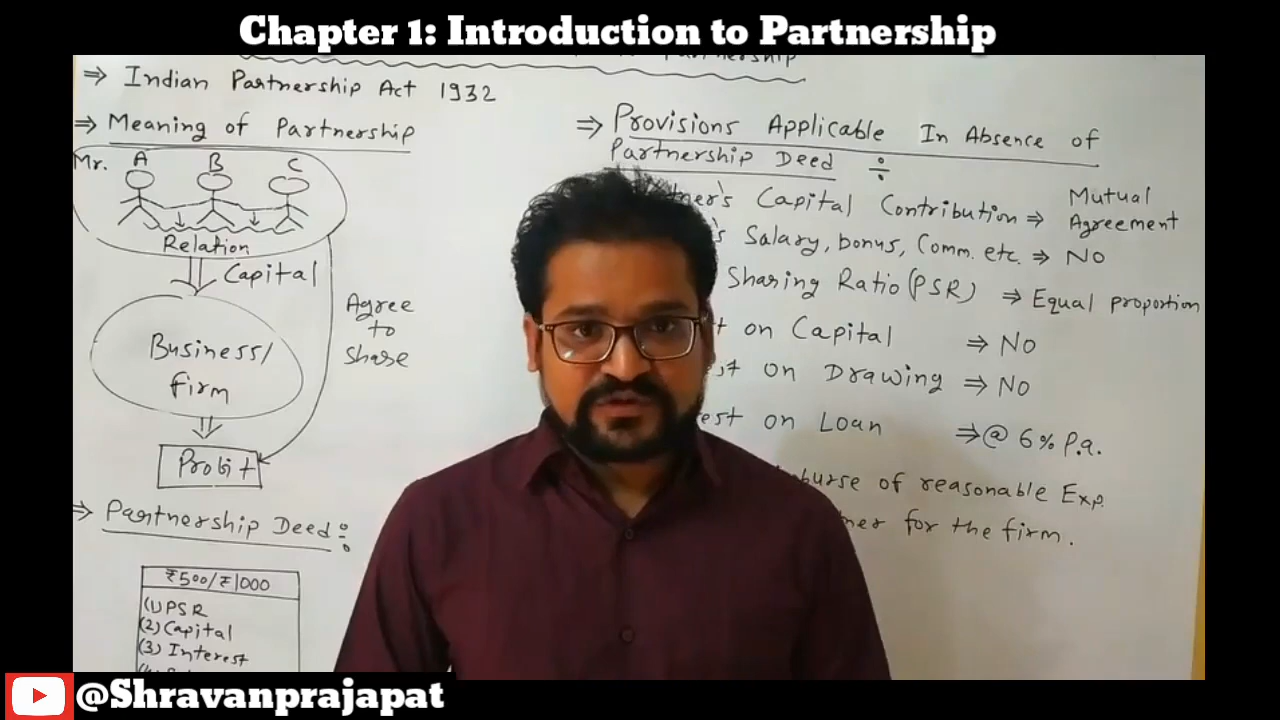 Chapter 1: Introduction to Partnership
⇒ Indian Partnership Act 1932
⇒ Meaning of Partnership
Mr. A B C
Relation
Capital
Agree
to
Share
Business/
firm
Profit
⇒ Partnership Deed :-
₹500/₹1000
(1) PSR
(2) Capital
(3) Interest
⇒ Provisions Applicable In Absence of
Partnership Deed ÷
Capital Contribution ⇒ Mutual
Agreement
Salary, bonus, Comm. etc. ⇒ No
Sharing Ratio (PSR) ⇒ Equal proportion
on Capital ⇒ No
on Drawing ⇒ No
on Loan ⇒ @ 6% P.a.
of reasonable Exp.
for the firm.
@Shravanprajapat